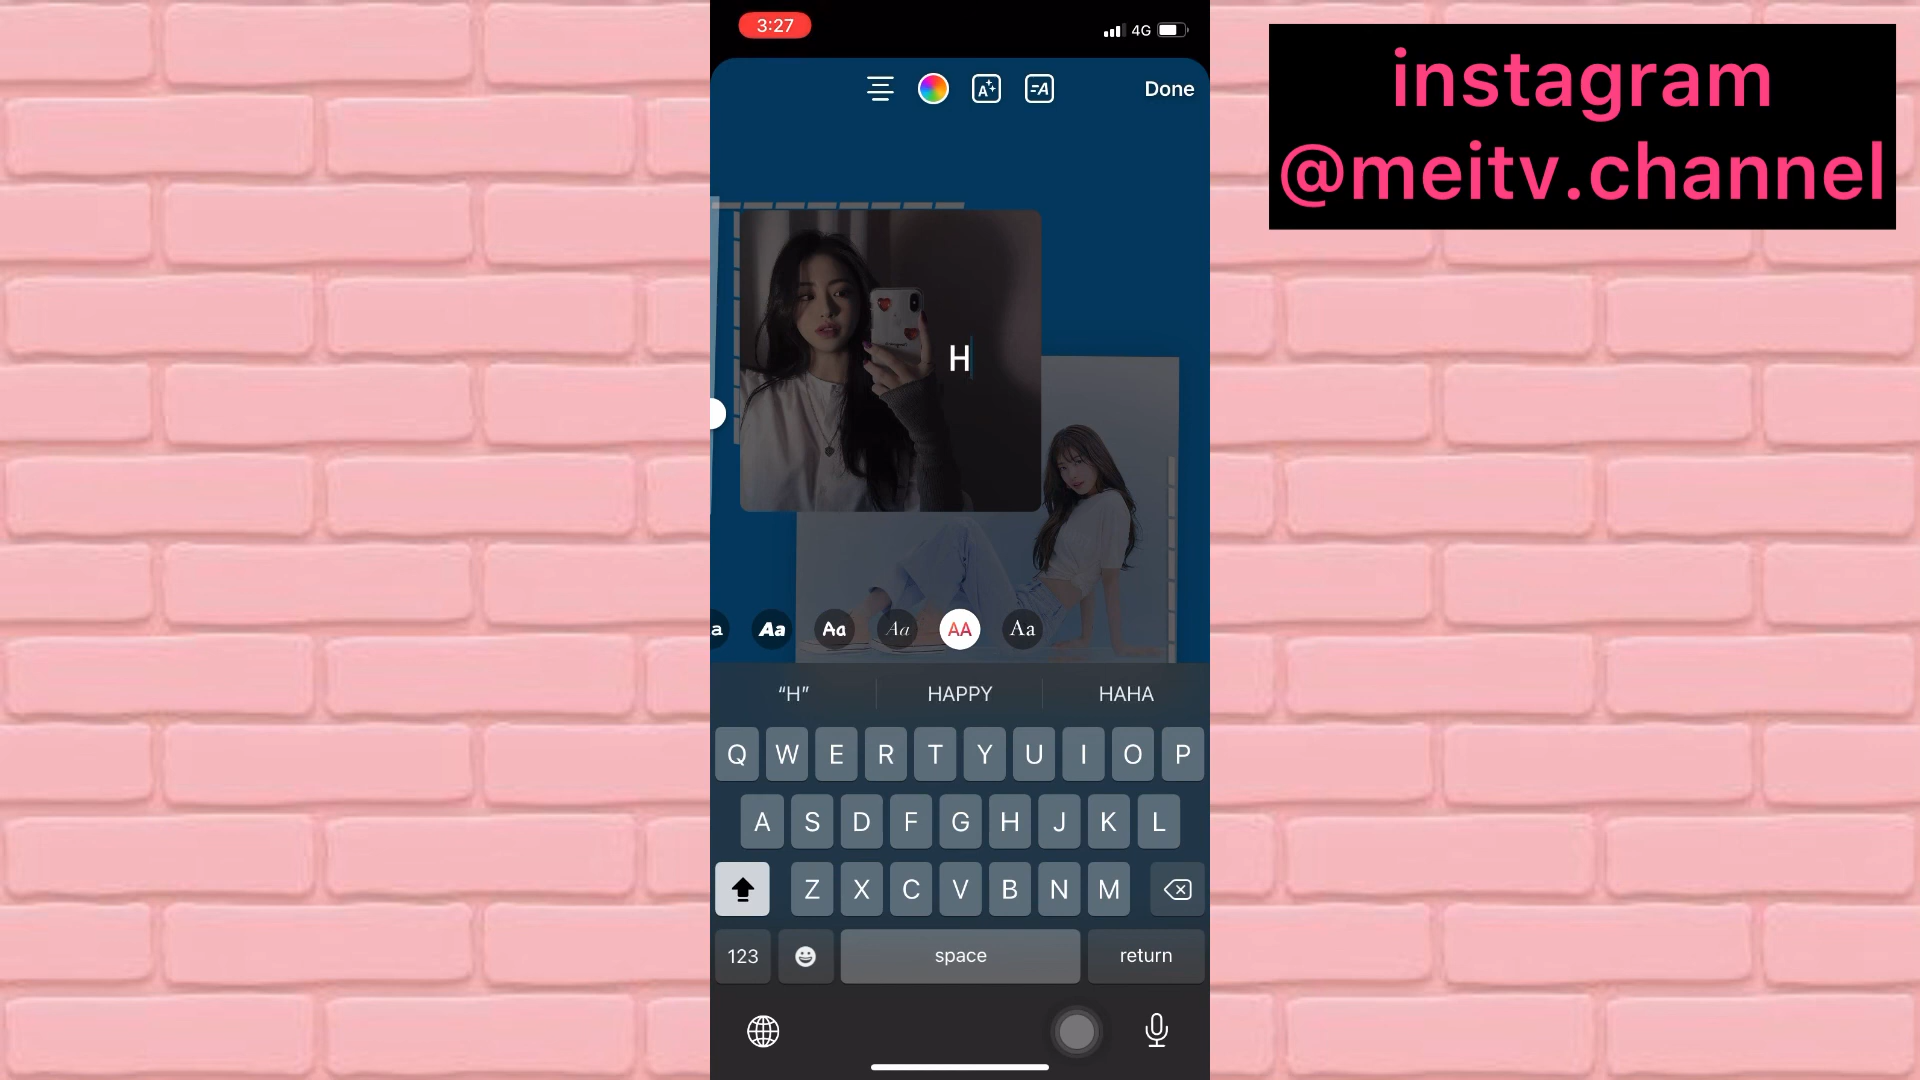 3:27
4G
instagram
@meitv.channel
A
A
Done
H
a
Aa
Aa
Aa
AA
Aa
“H”
HAPPY
HAHA
Q W E R T Y U I O P
A S D F G H J K L
Z X C V B N M
123
space
return